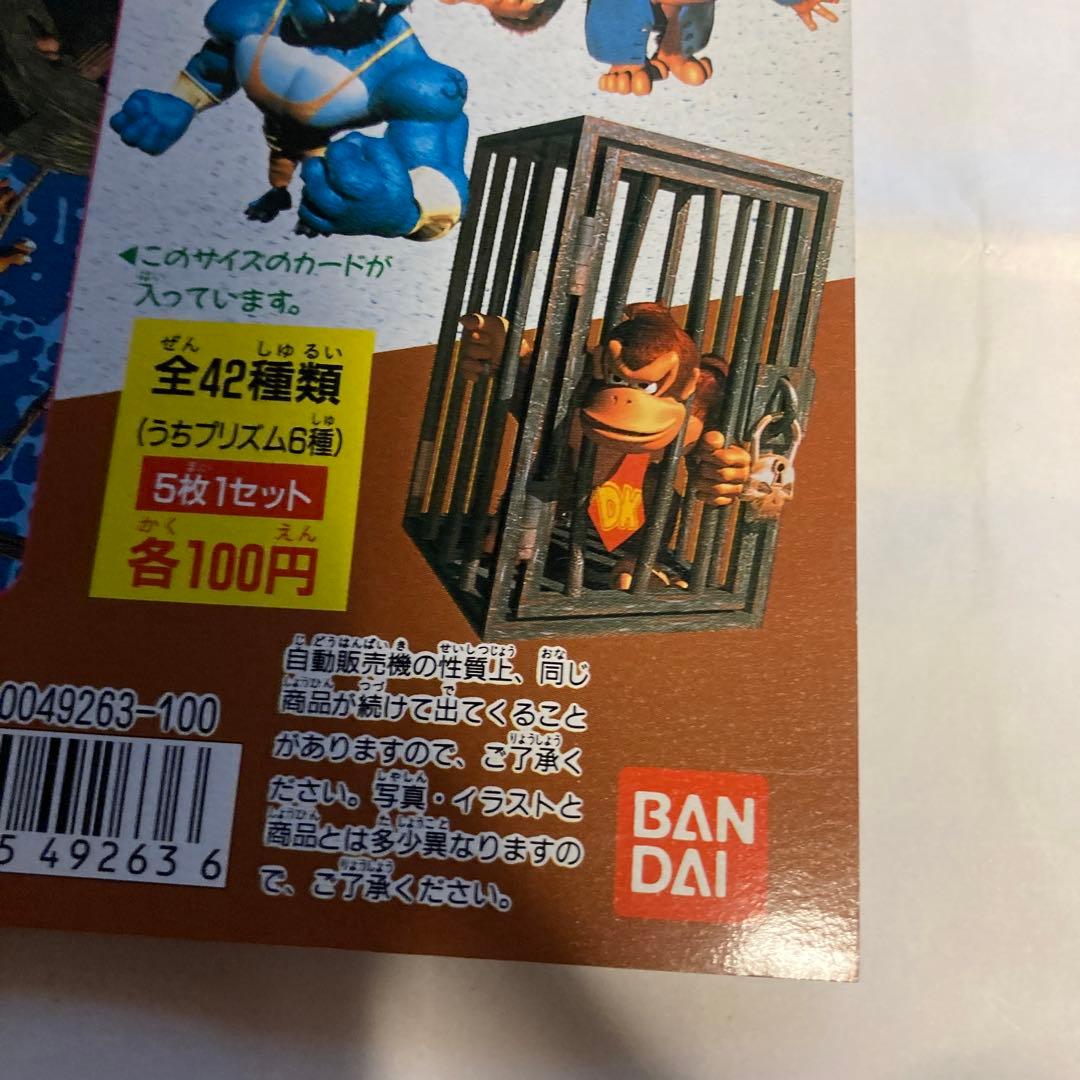 ◀このサイズのカードが
入っています。
全42種類
(うちプリズム6種)
5枚1セット
各100円
DK
自動販売機の性質上、同じ
商品が続けて出てくること
がありますので、ご了承く
ださい。写真・イラストと
商品とは多少異なりますの
で、ご了承ください。
0049263-100
5 49263 6
BAN
DAI